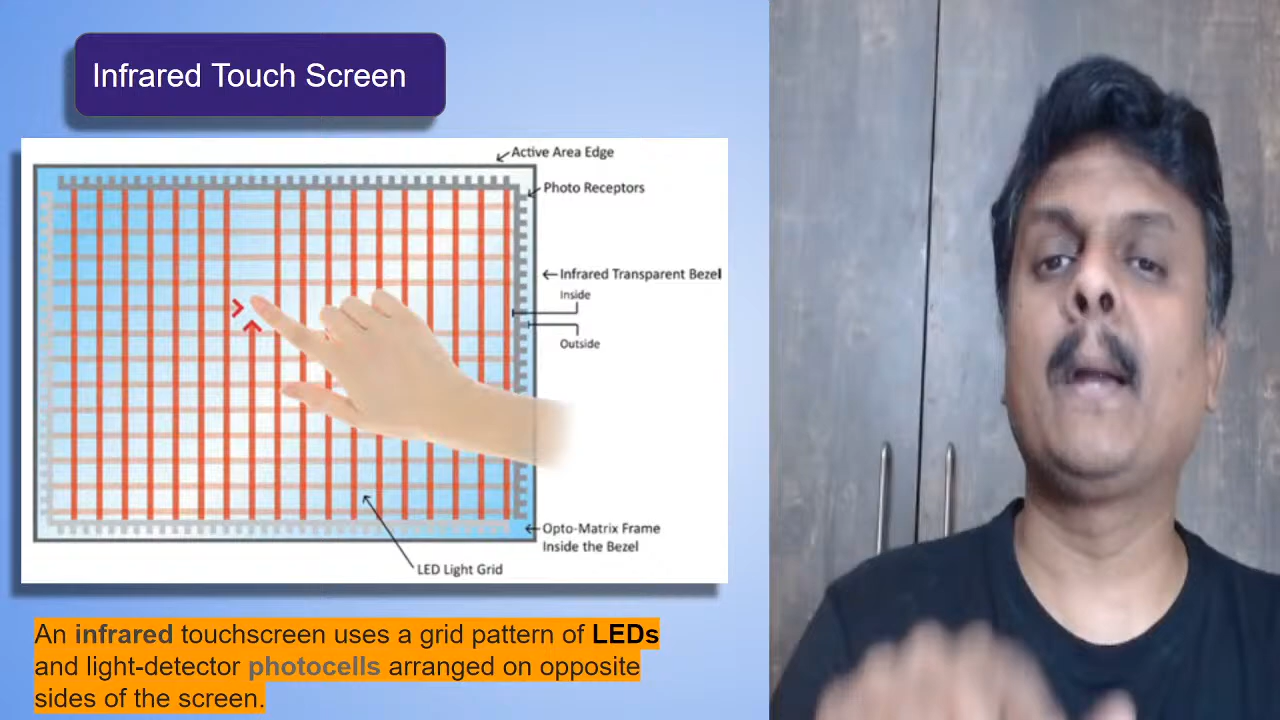 Infrared Touch Screen
Active Area Edge
Photo Receptors
Infrared Transparent Bezel
Inside
Outside
Opto-Matrix Frame
Inside the Bezel
LED Light Grid
An infrared touchscreen uses a grid pattern of LEDs
and light-detector photocells arranged on opposite
sides of the screen.